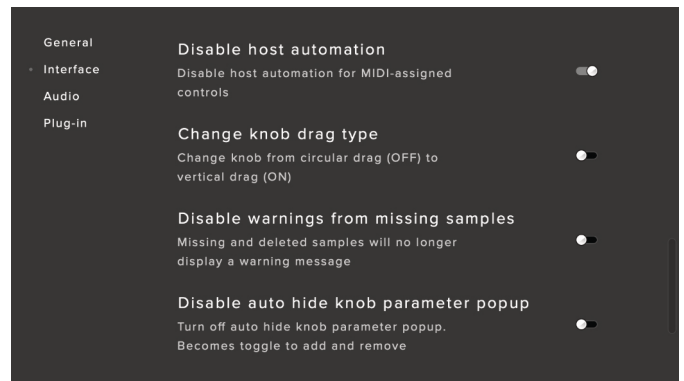 General
Interface
Audio
Plug-in
Disable host automation
Disable host automation for MIDI-assigned
controls
Change knob drag type
Change knob from circular drag (OFF) to
vertical drag (ON)
Disable warnings from missing samples
Missing and deleted samples will no longer
display a warning message
Disable auto hide knob parameter popup
Turn off auto hide knob parameter popup.
Becomes toggle to add and remove